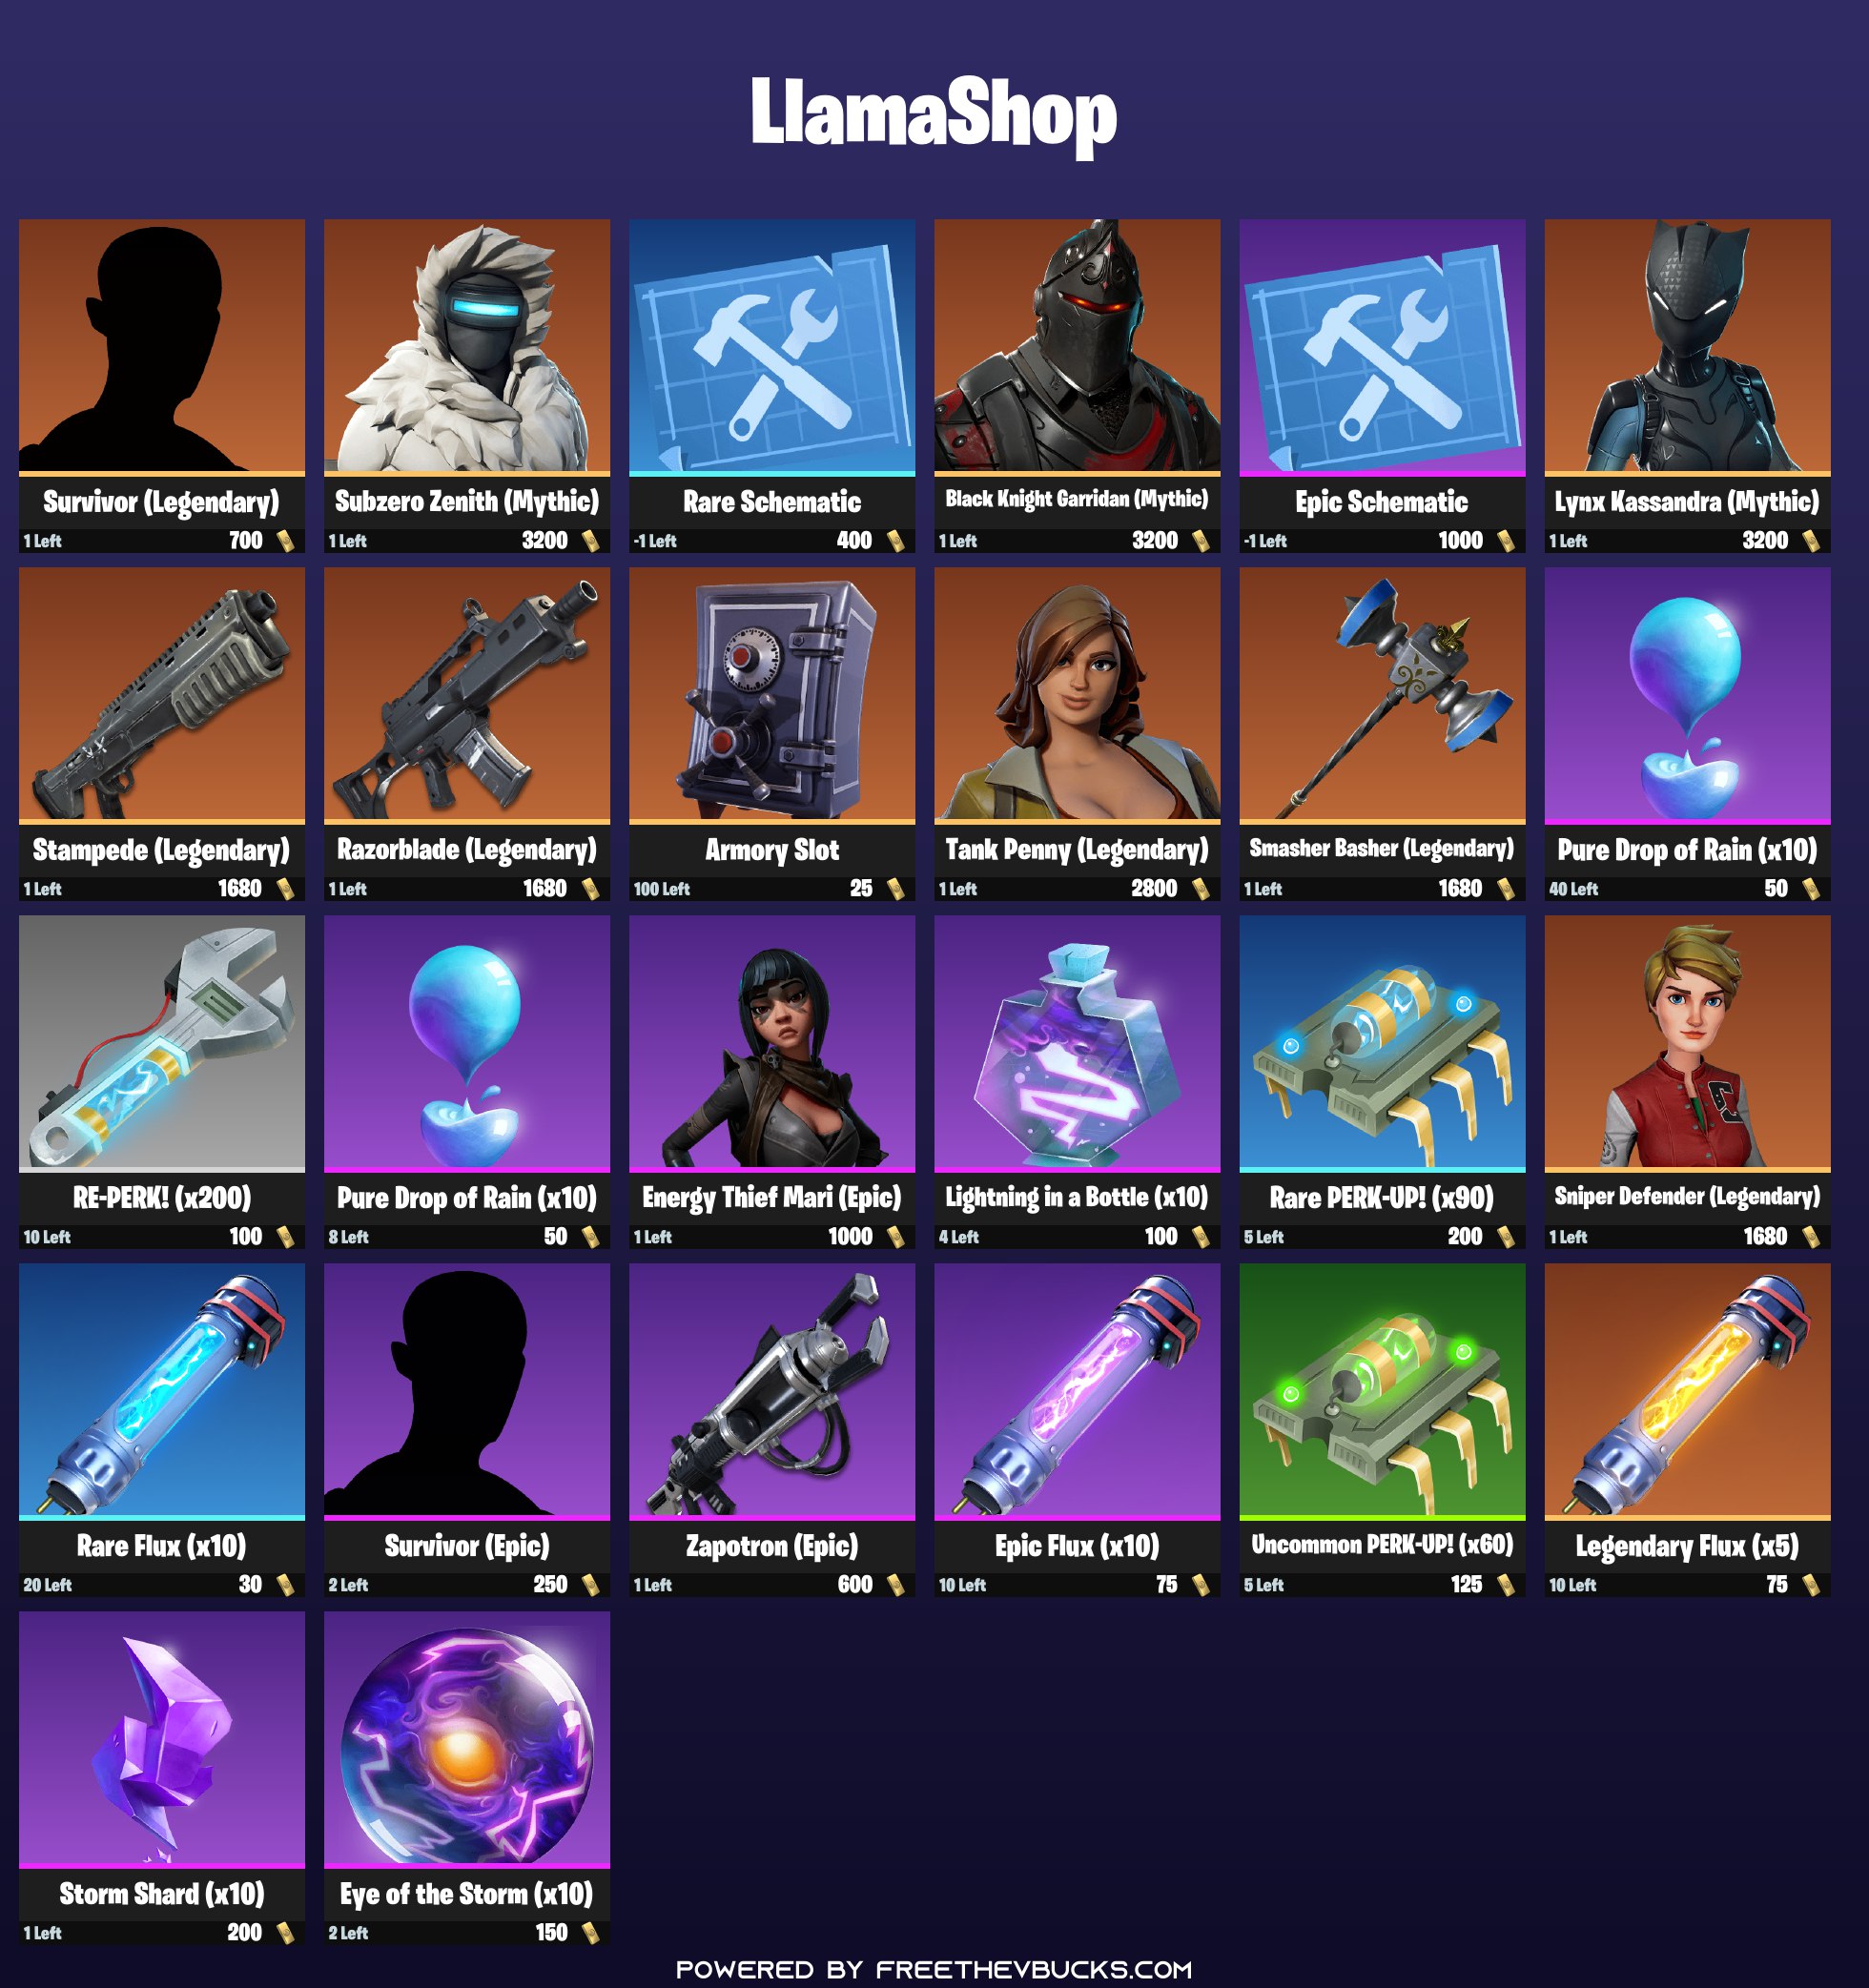 LlamaShop
Survivor (Legendary)
1 Left 700
Subzero Zenith (Mythic)
1 Left 3200
Rare Schematic
-1 Left 400
Black Knight Garridan (Mythic)
1 Left 3200
Epic Schematic
-1 Left 1000
Lynx Kassandra (Mythic)
1 Left 3200
Stampede (Legendary)
1 Left 1680
Razorblade (Legendary)
1 Left 1680
Armory Slot
100 Left 25
Tank Penny (Legendary)
1 Left 2800
Smasher Basher (Legendary)
1 Left 1680
Pure Drop of Rain (x10)
40 Left 50
RE-PERK! (x200)
10 Left 100
Pure Drop of Rain (x10)
8 Left 50
Energy Thief Mari (Epic)
1 Left 1000
Lightning in a Bottle (x10)
4 Left 100
Rare PERK-UP! (x90)
5 Left 200
Sniper Defender (Legendary)
1 Left 1680
Rare Flux (x10)
20 Left 30
Survivor (Epic)
2 Left 250
Zapotron (Epic)
1 Left 600
Epic Flux (x10)
10 Left 75
Uncommon PERK-UP! (x60)
5 Left 125
Legendary Flux (x5)
10 Left 75
Storm Shard (x10)
1 Left 200
Eye of the Storm (x10)
2 Left 150
POWERED BY FREETHEVBUCKS.COM